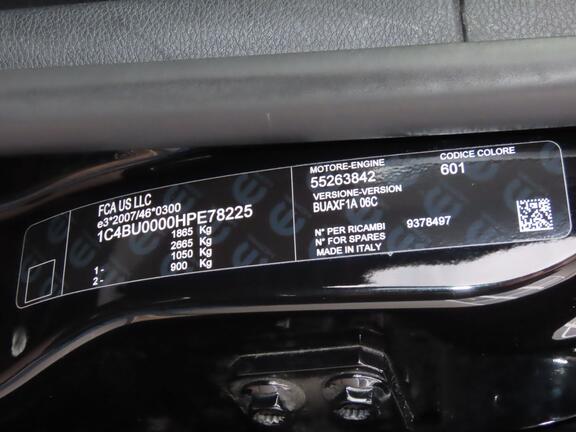 FCA US LLC
e3*2007/46*0300
1C4BU0000HPE78225
1865 Kg
2665 Kg
1- 1050 Kg
2- 900 Kg
MOTORE-ENGINE
55263842
VERSIONE-VERSION
BUAXF1A 06C
N° PER RICAMBI
N° FOR SPARES
MADE IN ITALY
9378497
CODICE COLORE
601